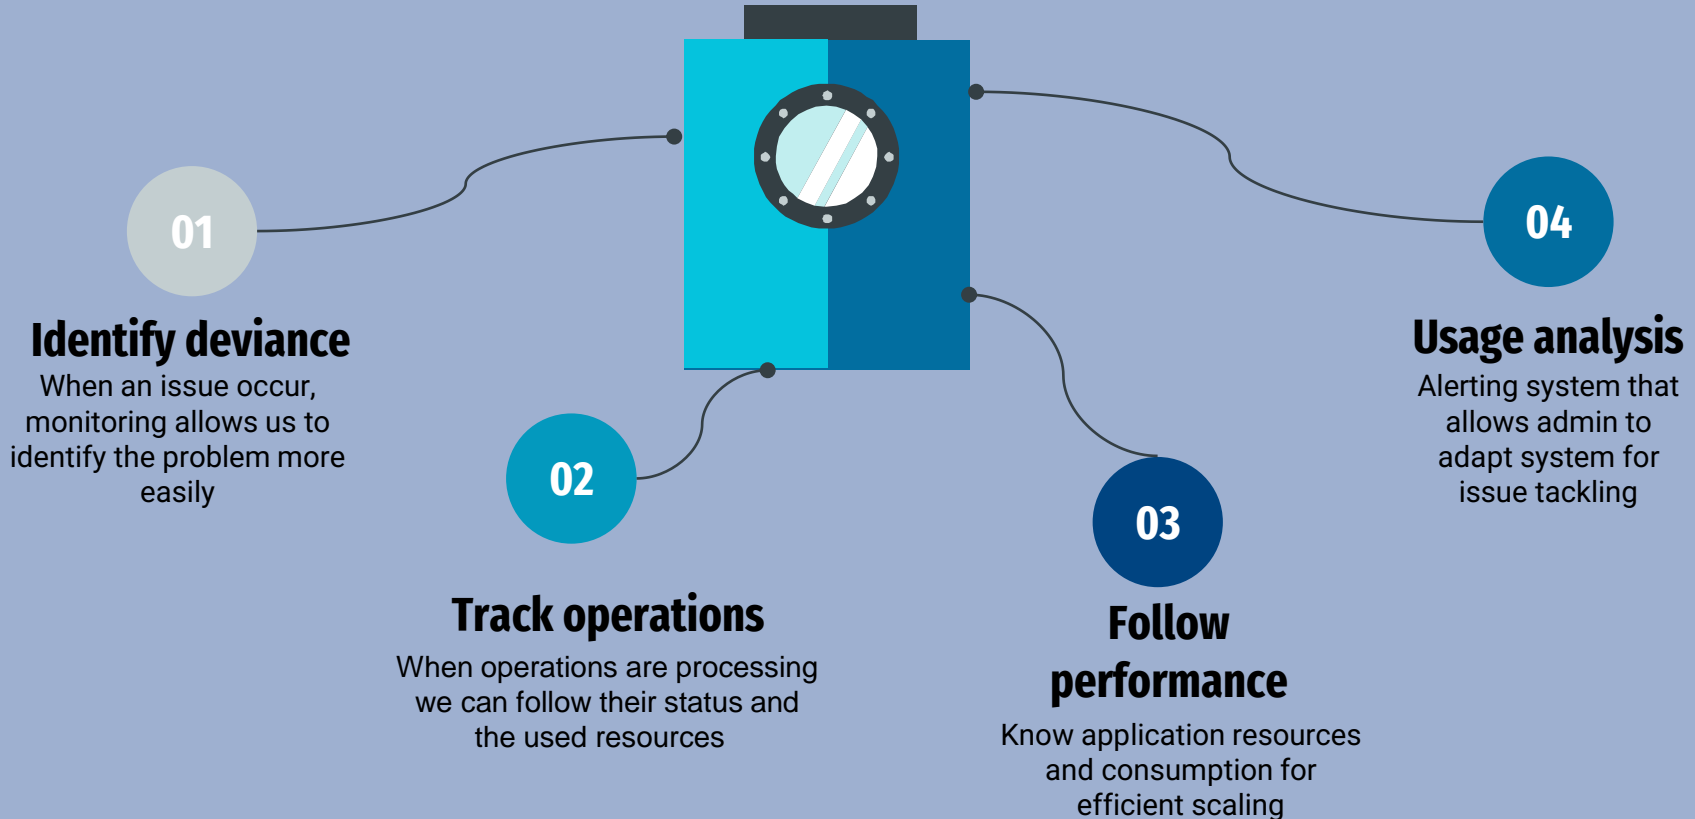 01
Identify deviance
When an issue occur,
monitoring allows us to
identify the problem more
easily
02
Track operations
When operations are processing
we can follow their status and
the used resources
03
Follow
performance
Know application resources
and consumption for
efficient scaling
04
Usage analysis
Alerting system that
allows admin to
adapt system for
issue tackling